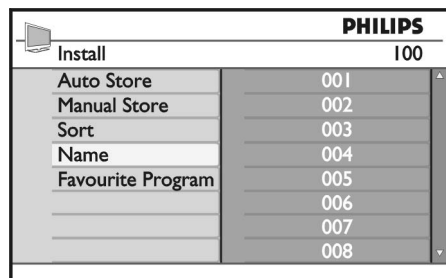 PHILIPS
Install 100
Auto Store 001
Manual Store 002
Sort 003
Name 004
Favourite Program 005
006
007
008